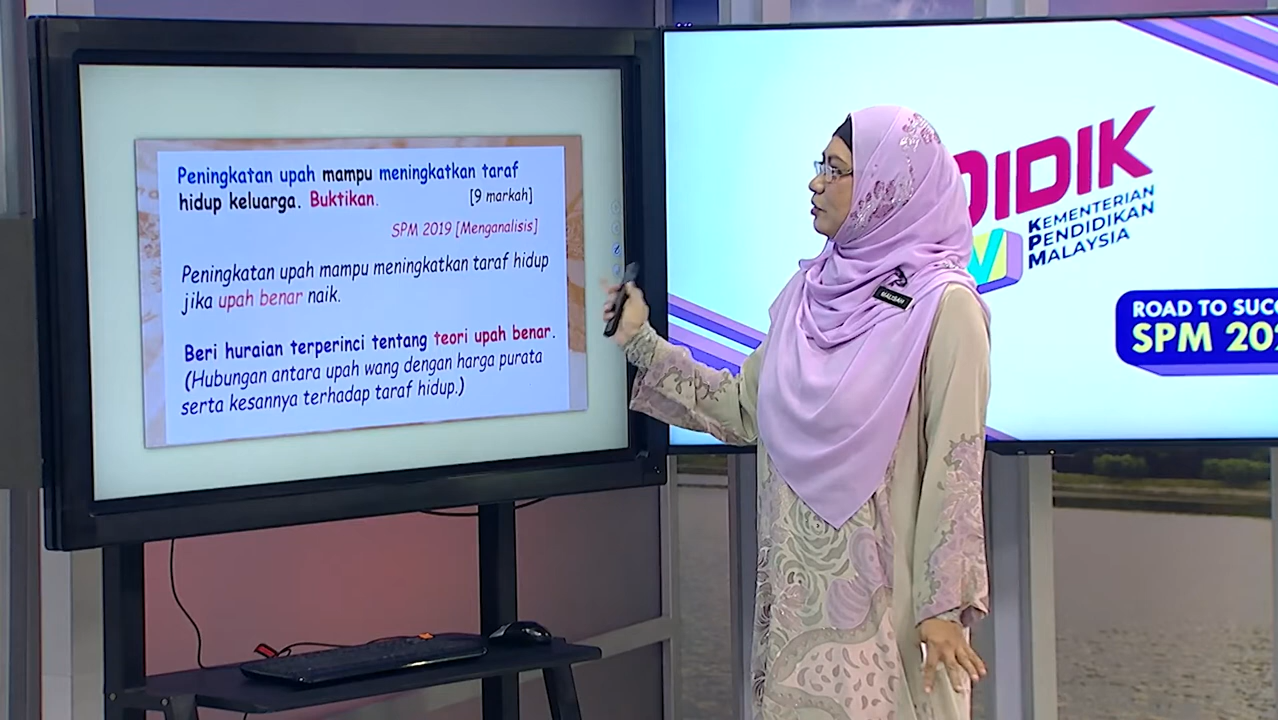 Peningkatan upah mampu meningkatkan taraf
hidup keluarga. Buktikan. [9 markah]
SPM 2019 [Menganalisis]
Peningkatan upah mampu meningkatkan taraf hidup
jika upah benar naik.
Beri huraian terperinci tentang teori upah benar.
(Hubungan antara upah wang dengan harga purata
serta kesannya terhadap taraf hidup.)
DIDIK
KEMENTERIAN
PENDIDIKAN
MALAYSIA
ROAD TO
SPM